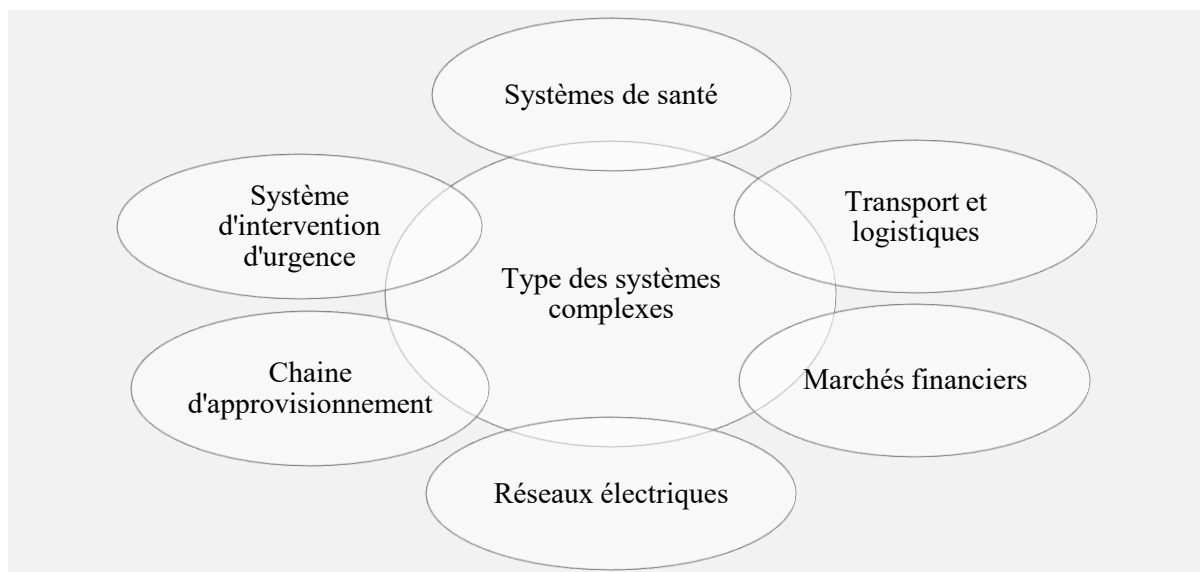 Systèmes de santé
Système
d'intervention
d'urgence
Transport et
logistiques
Type des systèmes
complexes
Chaine
d'approvisionnement
Marchés financiers
Réseaux électriques